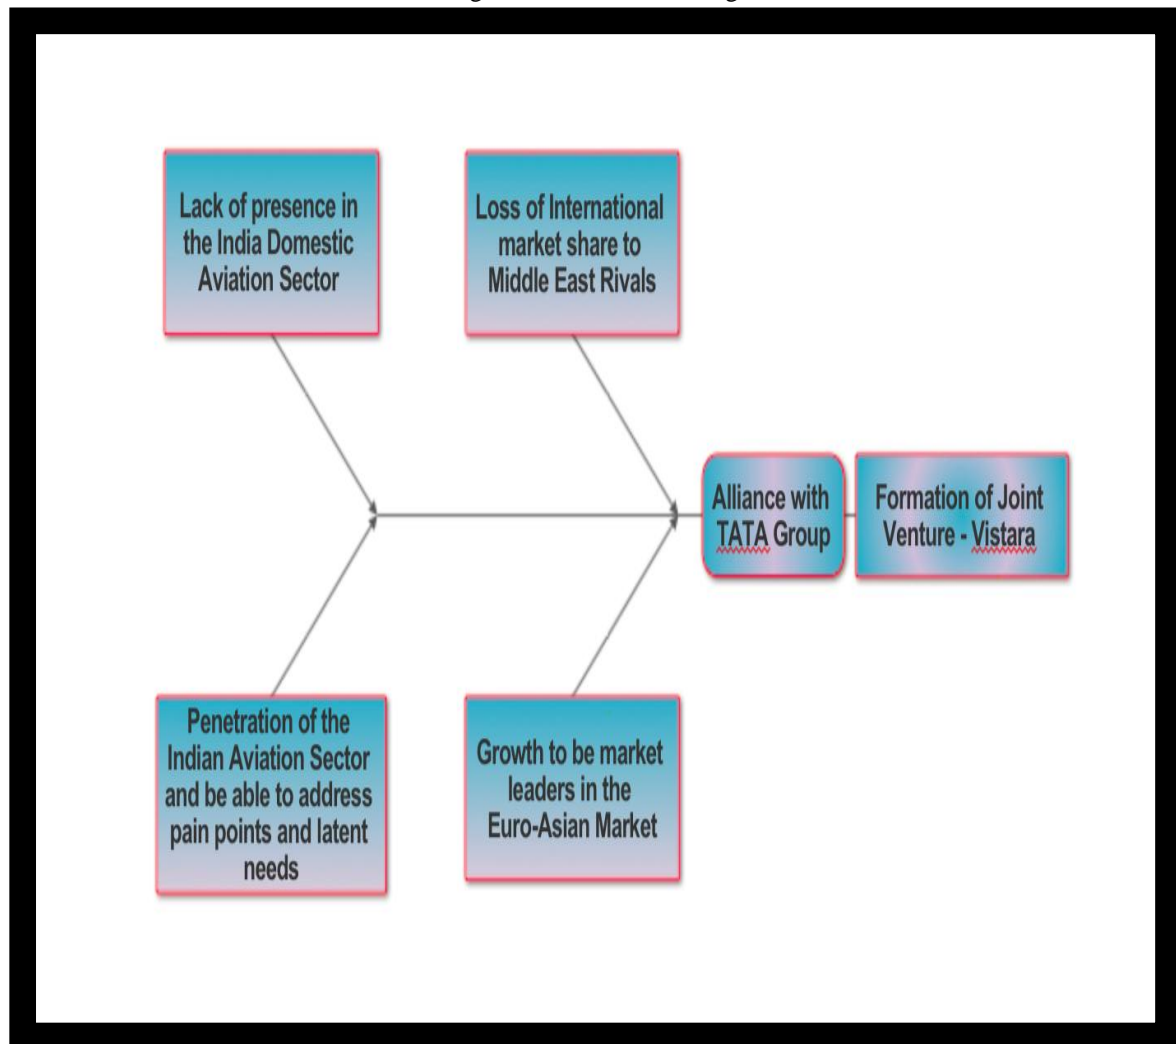 Lack of presence in
the India Domestic
Aviation Sector
Loss of International
market share to
Middle East Rivals
Alliance with
TATA Group
Formation of Joint
Venture - Vistara
Penetration of the
Indian Aviation Sector
and be able to address
pain points and latent
needs
Growth to be market
leaders in the
Euro-Asian Market